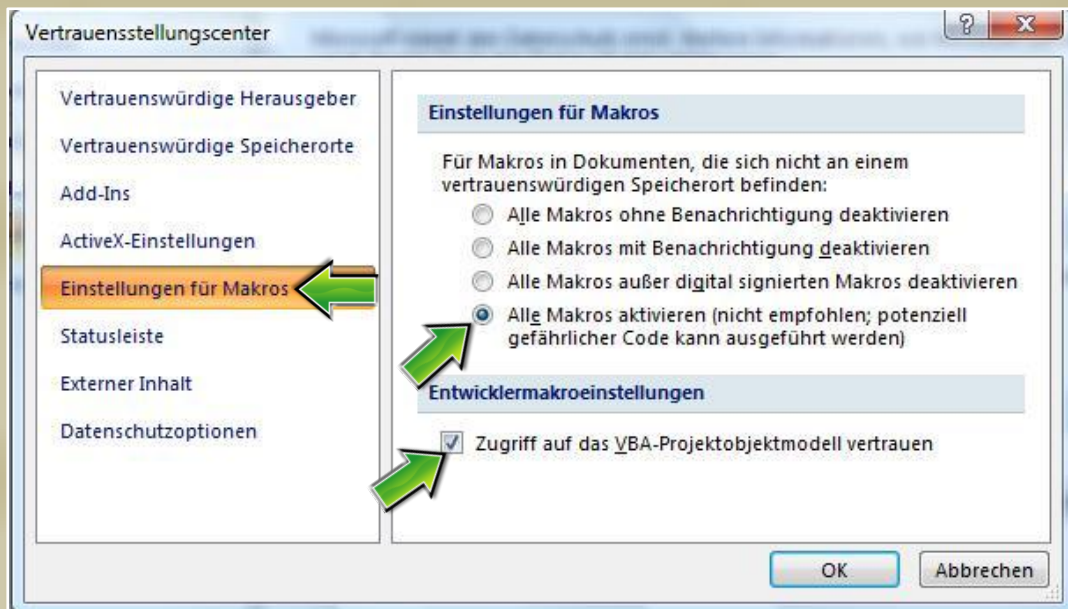 Vertrauensstellungscenter
Vertrauenswürdige Herausgeber
Vertrauenswürdige Speicherorte
Add-Ins
ActiveX-Einstellungen
Einstellungen für Makros
Statusleiste
Externer Inhalt
Datenschutzoptionen
Einstellungen für Makros
Für Makros in Dokumenten, die sich nicht an einem
vertrauenswürdigen Speicherort befinden:
Alle Makros ohne Benachrichtigung deaktivieren
Alle Makros mit Benachrichtigung deaktivieren
Alle Makros außer digital signierten Makros deaktivieren
Alle Makros aktivieren (nicht empfohlen; potenziell
gefährlicher Code kann ausgeführt werden)
Entwicklermakroeinstellungen
Zugriff auf das VBA-Projektobjektmodell vertrauen
OK
Abbrechen